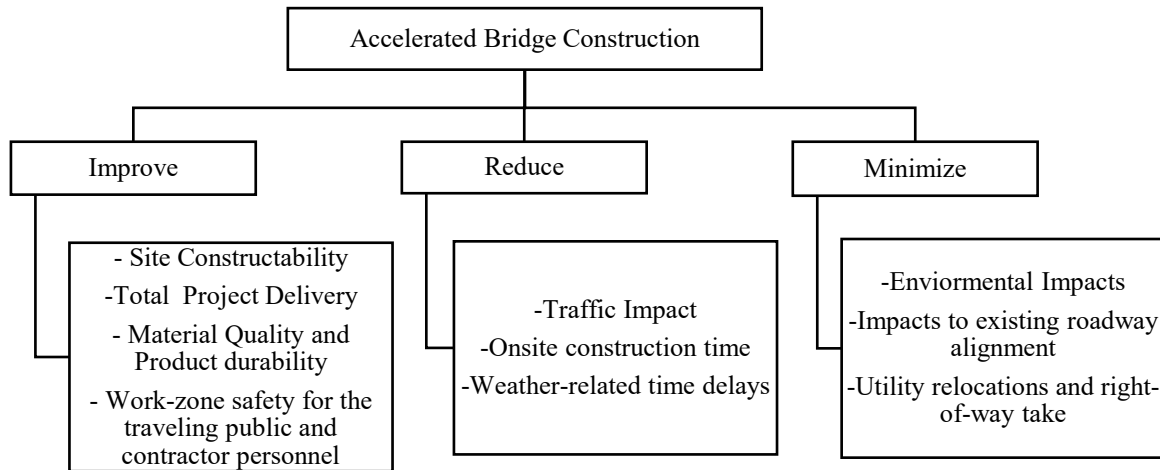 Accelerated Bridge Construction
Improve
Reduce
Minimize
- Site Constructability
-Total Project Delivery
- Material Quality and
Product durability
- Work-zone safety for the
traveling public and
contractor personnel
-Traffic Impact
-Onsite construction time
-Weather-related time delays
-Enviormental Impacts
-Impacts to existing roadway
alignment
-Utility relocations and right-
of-way take